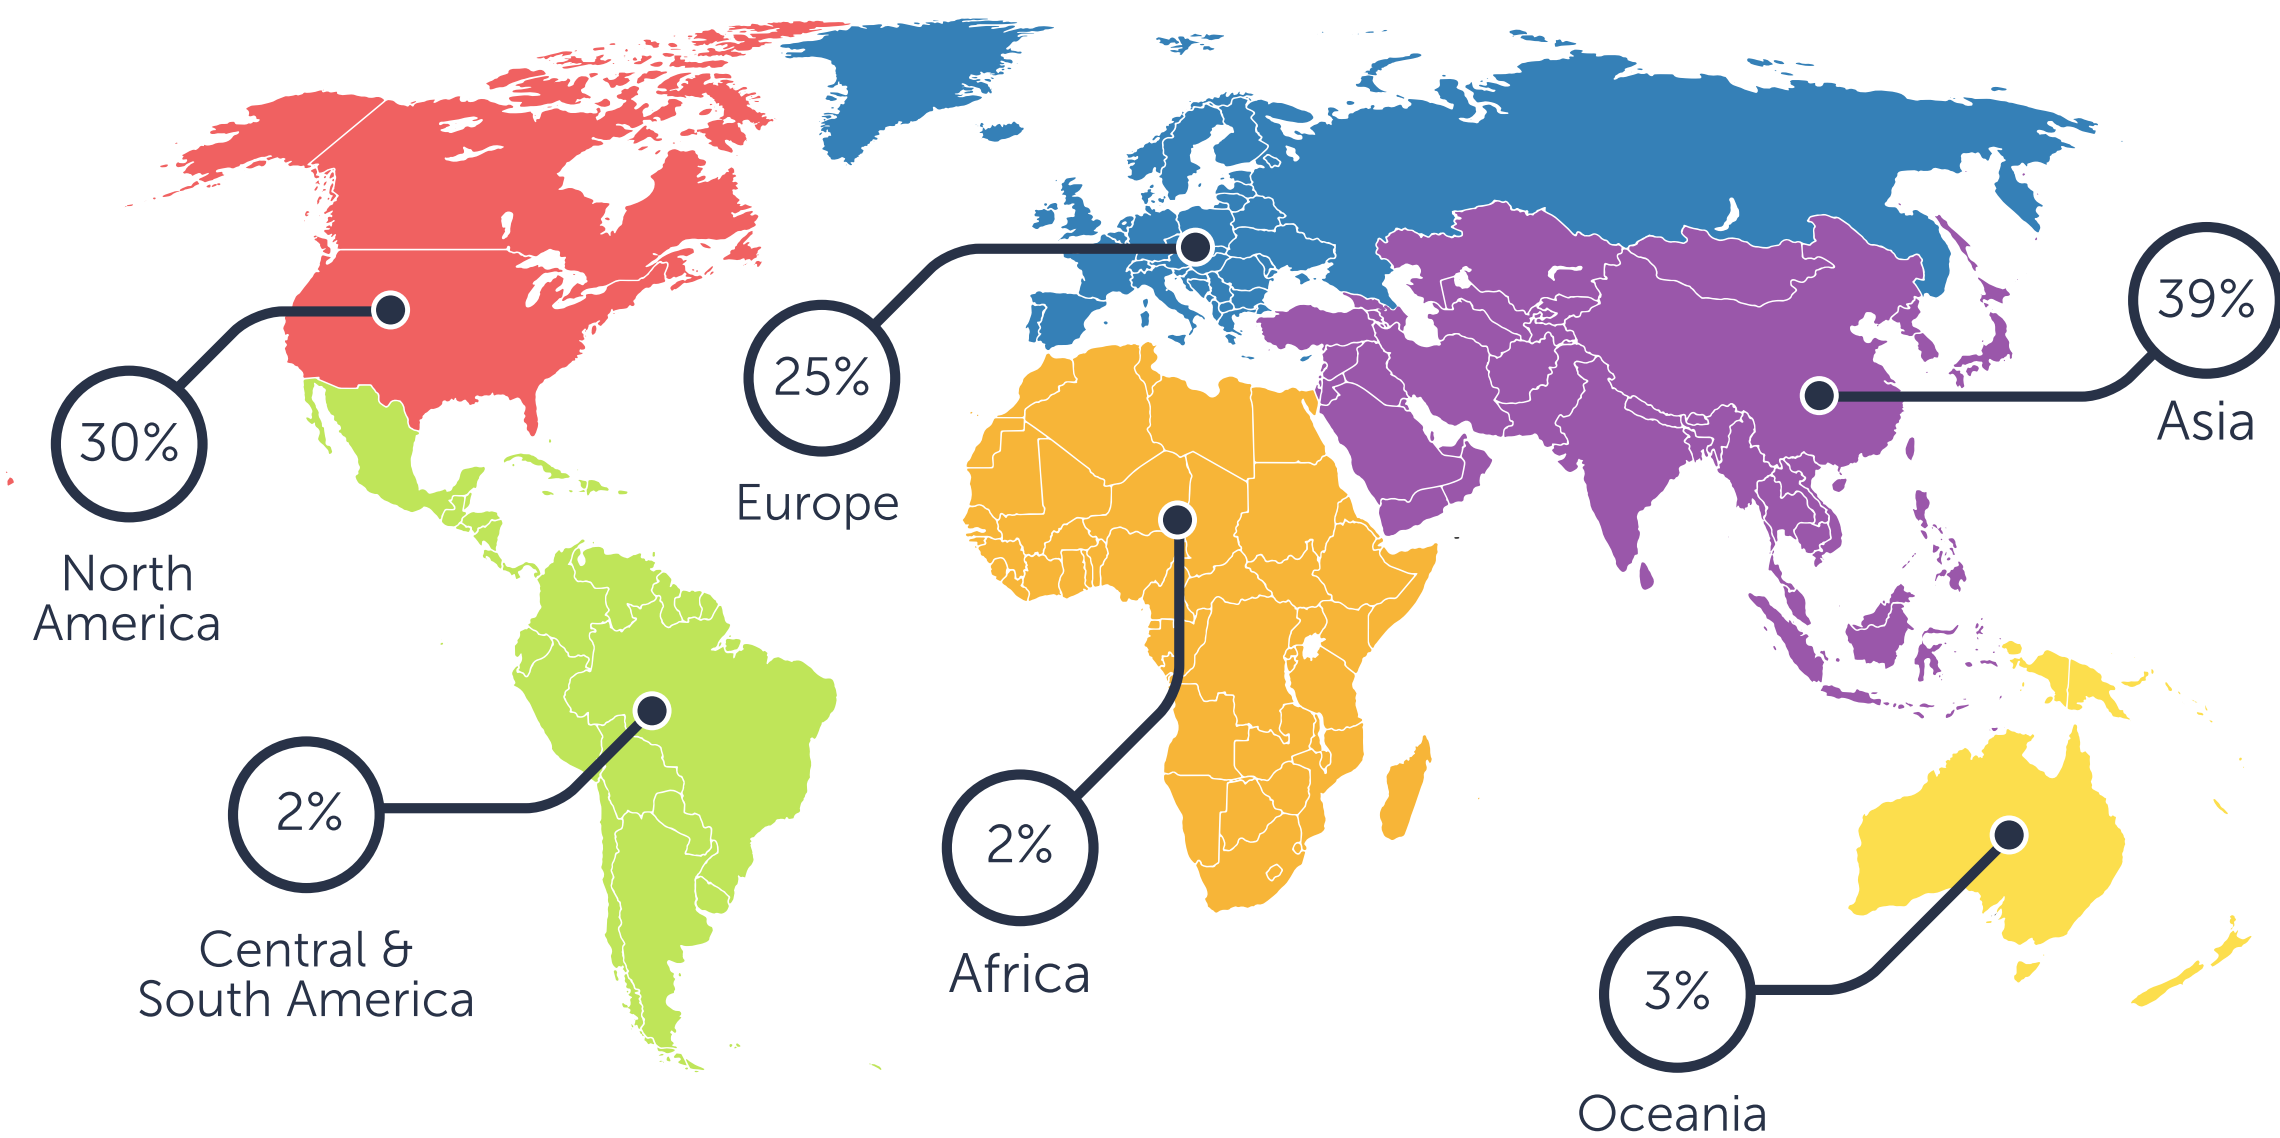 30%
North
America
25%
Europe
39%
Asia
2%
Central &
South America
2%
Africa
3%
Oceania